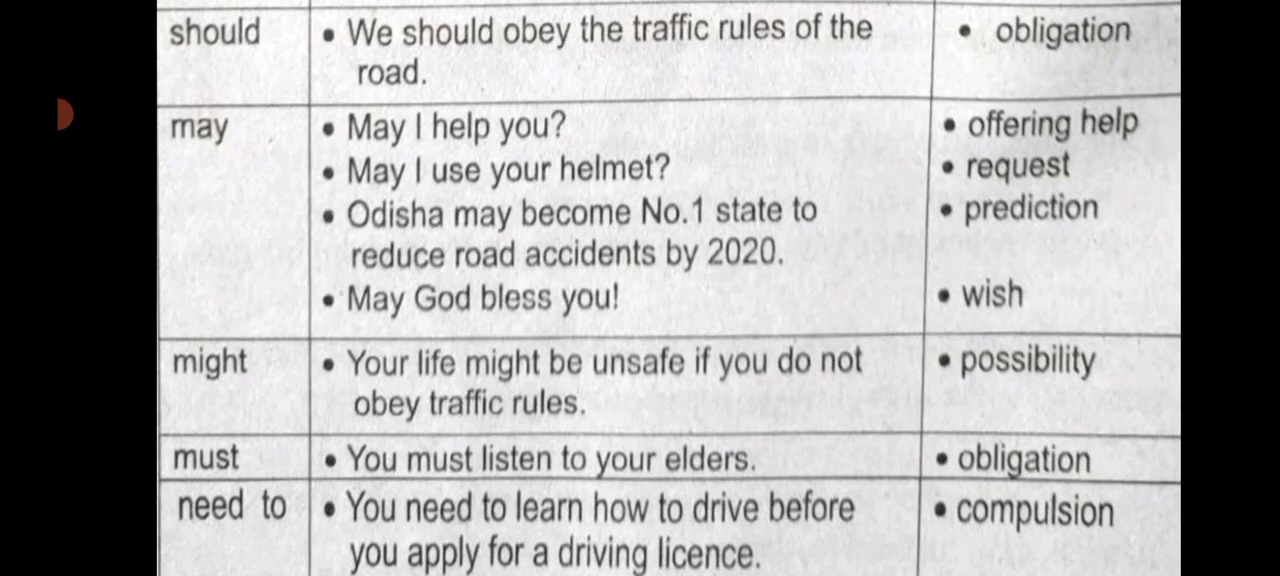 should • We should obey the traffic rules of the • obligation
road.
may • May I help you? • offering help
• May I use your helmet? • request
• Odisha may become No.1 state to • prediction
reduce road accidents by 2020.
• May God bless you! • wish
might • Your life might be unsafe if you do not • possibility
obey traffic rules.
must • You must listen to your elders. • obligation
need to • You need to learn how to drive before • compulsion
you apply for a driving licence.